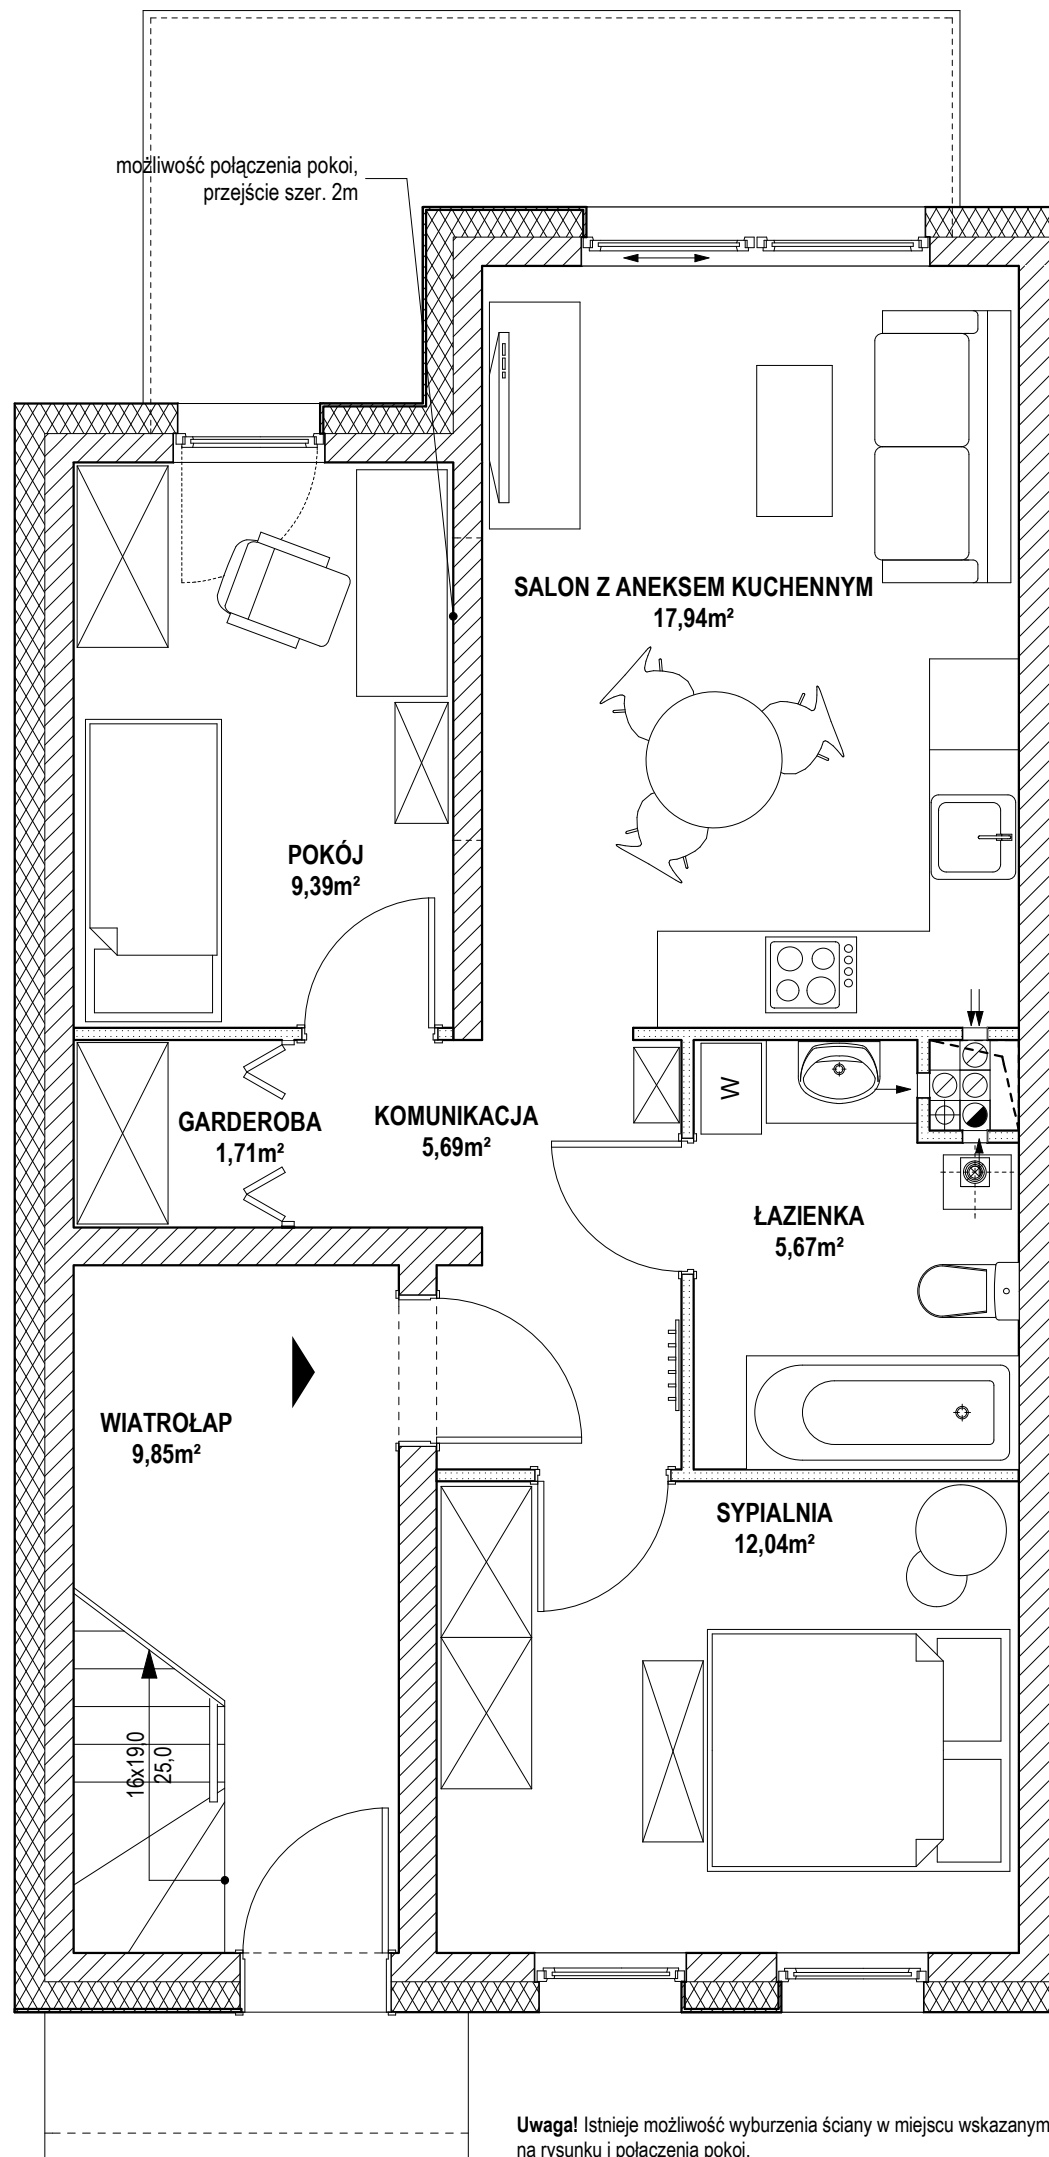 możliwość połączenia pokoi,
przejście szer. 2m
SALON Z ANEKSEM KUCHENNYM
17,94m²
POKÓJ
9,39m²
GARDEROBA
1,71m²
KOMUNIKACJA
5,69m²
W
ŁAZIENKA
5,67m²
WIATROŁAP
9,85m²
SYPIALNIA
12,04m²
16x19,0
25,0
Uwaga! Istnieje możliwość wyburzenia ściany w miejscu wskazanym
na rysunku i połączenia pokoi.